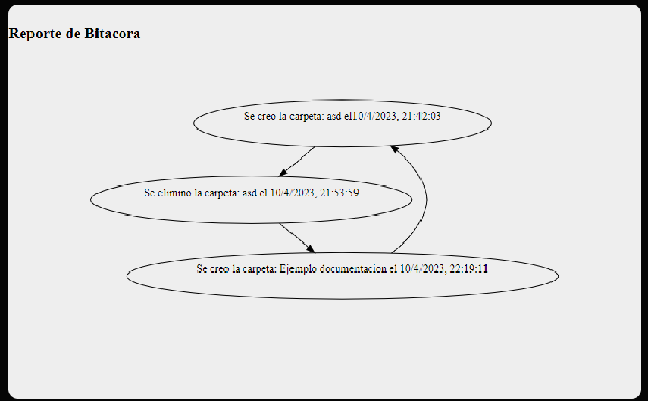 Reporte de Bitacora
Se creo la carpeta: asd el10/4/2023, 21:42:03
Se elimino la carpeta: asd el 10/4/2023, 21:53:59
Se creo la carpeta: Ejemplo documentacion el 10/4/2023, 22:19:11